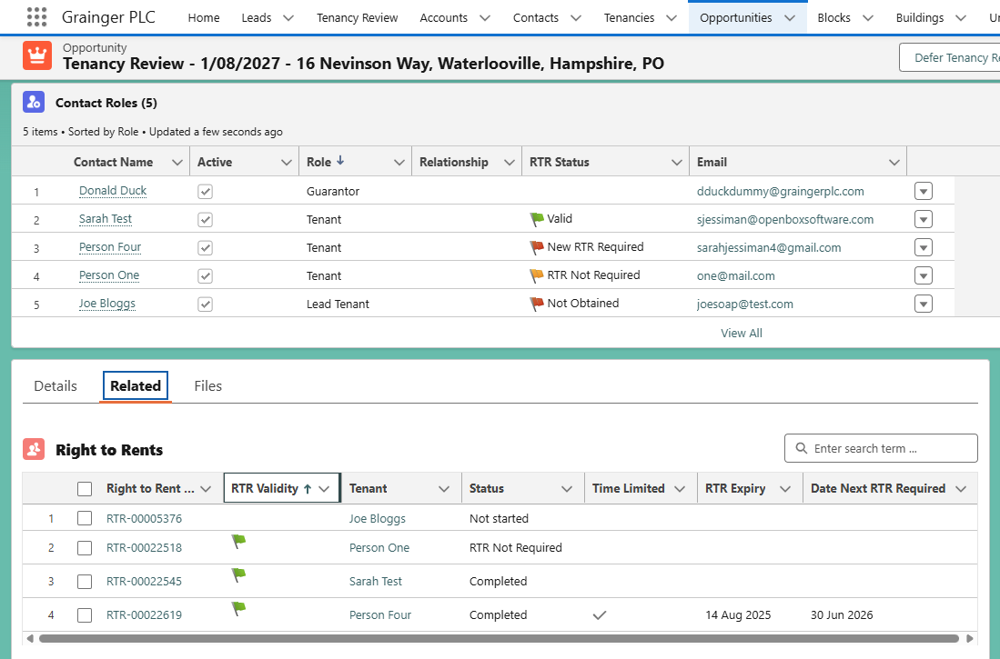 Grainger PLC Home Leads Tenancy Review Accounts Contacts Tenancies Opportunities Blocks Buildings
Opportunity
Tenancy Review - 1/08/2027 - 16 Nevinson Way, Waterlooville, Hampshire, PO
Defer Tenancy Re
Contact Roles (5)
5 items • Sorted by Role • Updated a few seconds ago
Contact Name Active Role Relationship RTR Status Email
1 Donald Duck Guarantor dduckdummy@graingerplc.com
2 Sarah Test Tenant Valid sjessiman@openboxsoftware.com
3 Person Four Tenant New RTR Required sarahjessiman4@gmail.com
4 Person One Tenant RTR Not Required one@mail.com
5 Joe Bloggs Lead Tenant Not Obtained joesoap@test.com
View All
Details Related Files
Right to Rents
Enter search term ...
Right to Rent ... RTR Validity Tenant Status Time Limited RTR Expiry Date Next RTR Required
1 RTR-00005376 Joe Bloggs Not started
2 RTR-00022518 Person One RTR Not Required
3 RTR-00022545 Sarah Test Completed
4 RTR-00022619 Person Four Completed 14 Aug 2025 30 Jun 2026